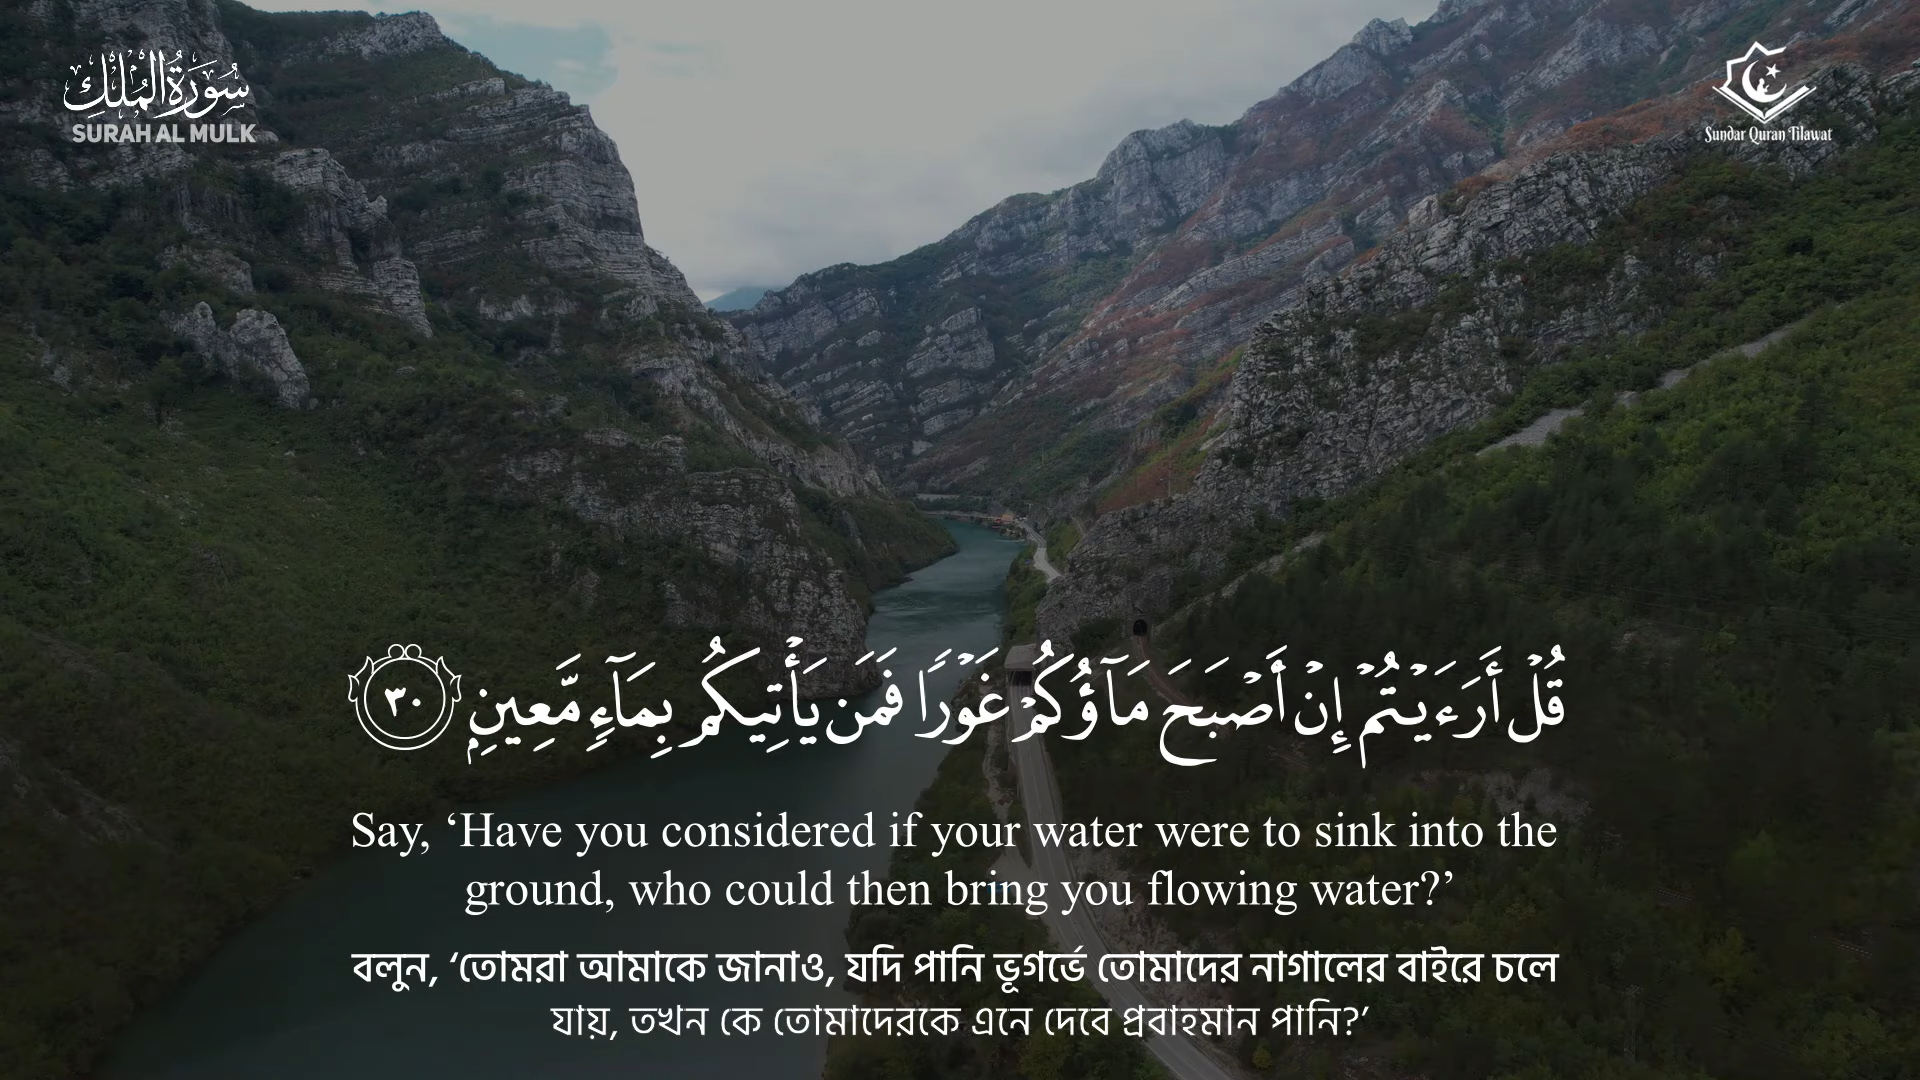 سُورَةُ الْمُلْكِ
SURAH AL MULK
Sundar Quran Tilawat
قُلْ أَرَءَيْتُمْ إِنْ أَصْبَحَ مَآؤُكُمْ غَوْرًا فَمَن يَأْتِيكُم بِمَآءٍ مَّعِينٍۭ ٣٠
Say, ‘Have you considered if your water were to sink into the
ground, who could then bring you flowing water?’
বলুন, ‘তোমরা আমাকে জানাও, যদি পানি ভূগর্ভে তোমাদের নাগালের বাইরে চলে
যায়, তখন কে তোমাদেরকে এনে দেবে প্রবাহমান পানি?’